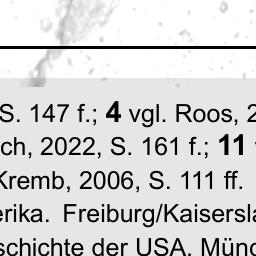 S. 147 f.; 4 vgl. Roos, 2
ch, 2022, S. 161 f.; 11
Kremb, 2006, S. 111 ff.
erika. Freiburg/Kaisersla
schichte der USA. Münc